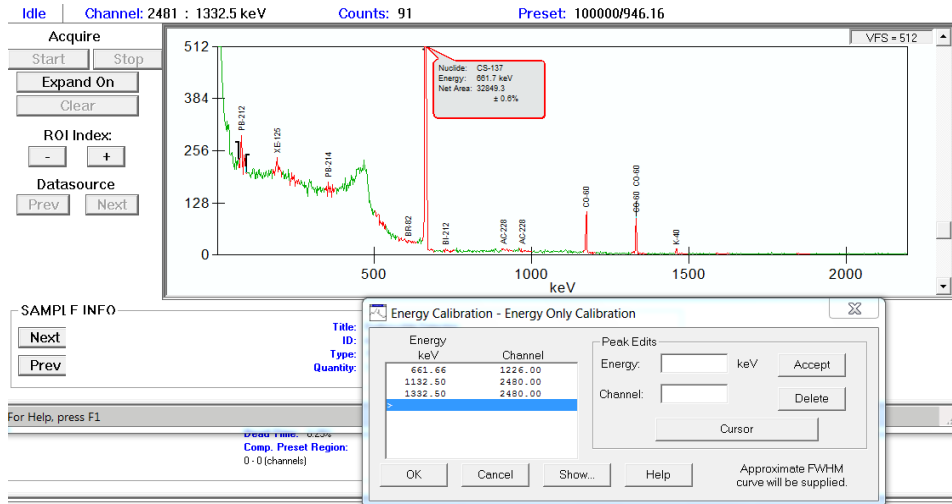 Idle Channel: 2481 : 1332.5 keV Counts: 91 Preset: 100000/946.16
Acquire
Start Stop
Expand On
Clear
ROI Index:
- +
Datasource
Prev Next
VFS = 512
512
384
256
128
0
PB-212
XE-125
PB-214
BR-82
Nuclide: CS-137
Energy: 661.7 keV
Net Area: 32849.3
± 0.6%
BI-212
AC-228
AC-228
CO-60
CO-60 CO-60
K-40
500 1000 1500 2000
keV
SAMPLE INFO
Next
Prev
Title:
ID:
Type:
Quantity:
For Help, press F1
Dead Time: 0.23%
Comp. Preset Region:
0 - 0 (channels)
Energy Calibration - Energy Only Calibration
Energy
keV Channel
661.66 1226.00
1132.50 2480.00
1332.50 2480.00
>
Peak Edits
Energy: keV Accept
Channel: Delete
Cursor
OK Cancel Show... Help
Approximate FWHM
curve will be supplied.